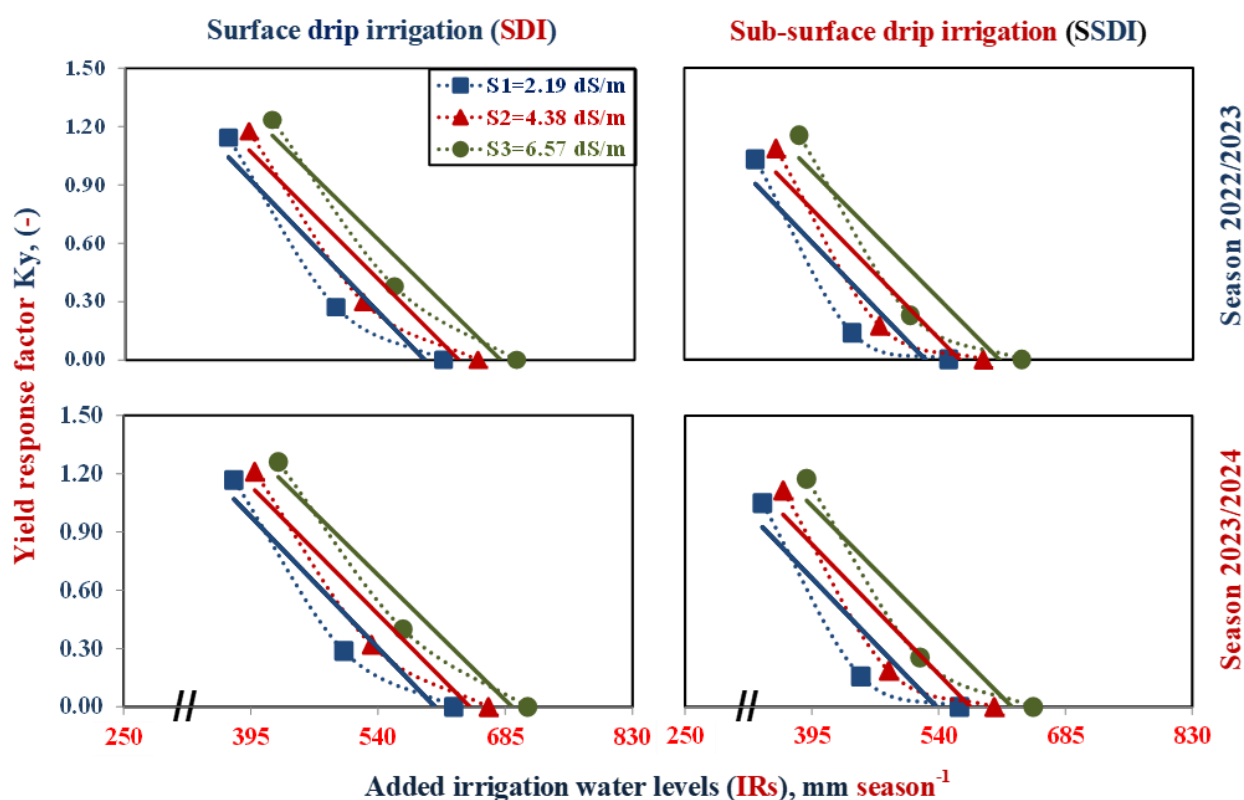 Surface drip irrigation (SDI)
Sub-surface drip irrigation (SSDI)
1.50
1.20
0.90
0.60
0.30
0.00
S1=2.19 dS/m
S2=4.38 dS/m
S3=6.57 dS/m
Season 2022/2023
Yield response factor Ky, (-)
1.50
1.20
0.90
0.60
0.30
0.00
//
//
250
395
540
685
830
250
395
540
685
830
Season 2023/2024
Added irrigation water levels (IRs), mm season⁻¹